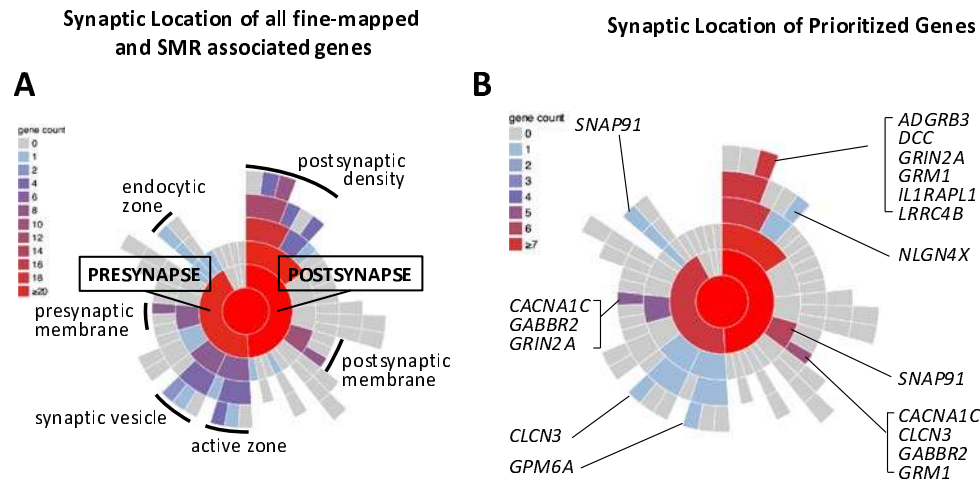 Synaptic Location of all fine-mapped
and SMR associated genes
A
gene count
0
1
2
4
6
8
10
12
14
16
18
≥20
endocytic
zone
postsynaptic
density
PRESYNAPSE
POSTSYNAPSE
presynaptic
membrane
postsynaptic
membrane
synaptic vesicle
active zone
Synaptic Location of Prioritized Genes
B
gene count
0
1
2
3
4
5
6
≥7
SNAP91
ADGRB3
DCC
GRIN2A
GRM1
IL1RAPL1
LRRC4B
NLGN4X
CACNA1C
GABBR2
GRIN2A
SNAP91
CLCN3
GPM6A
CACNA1C
CLCN3
GABBR2
GRM1